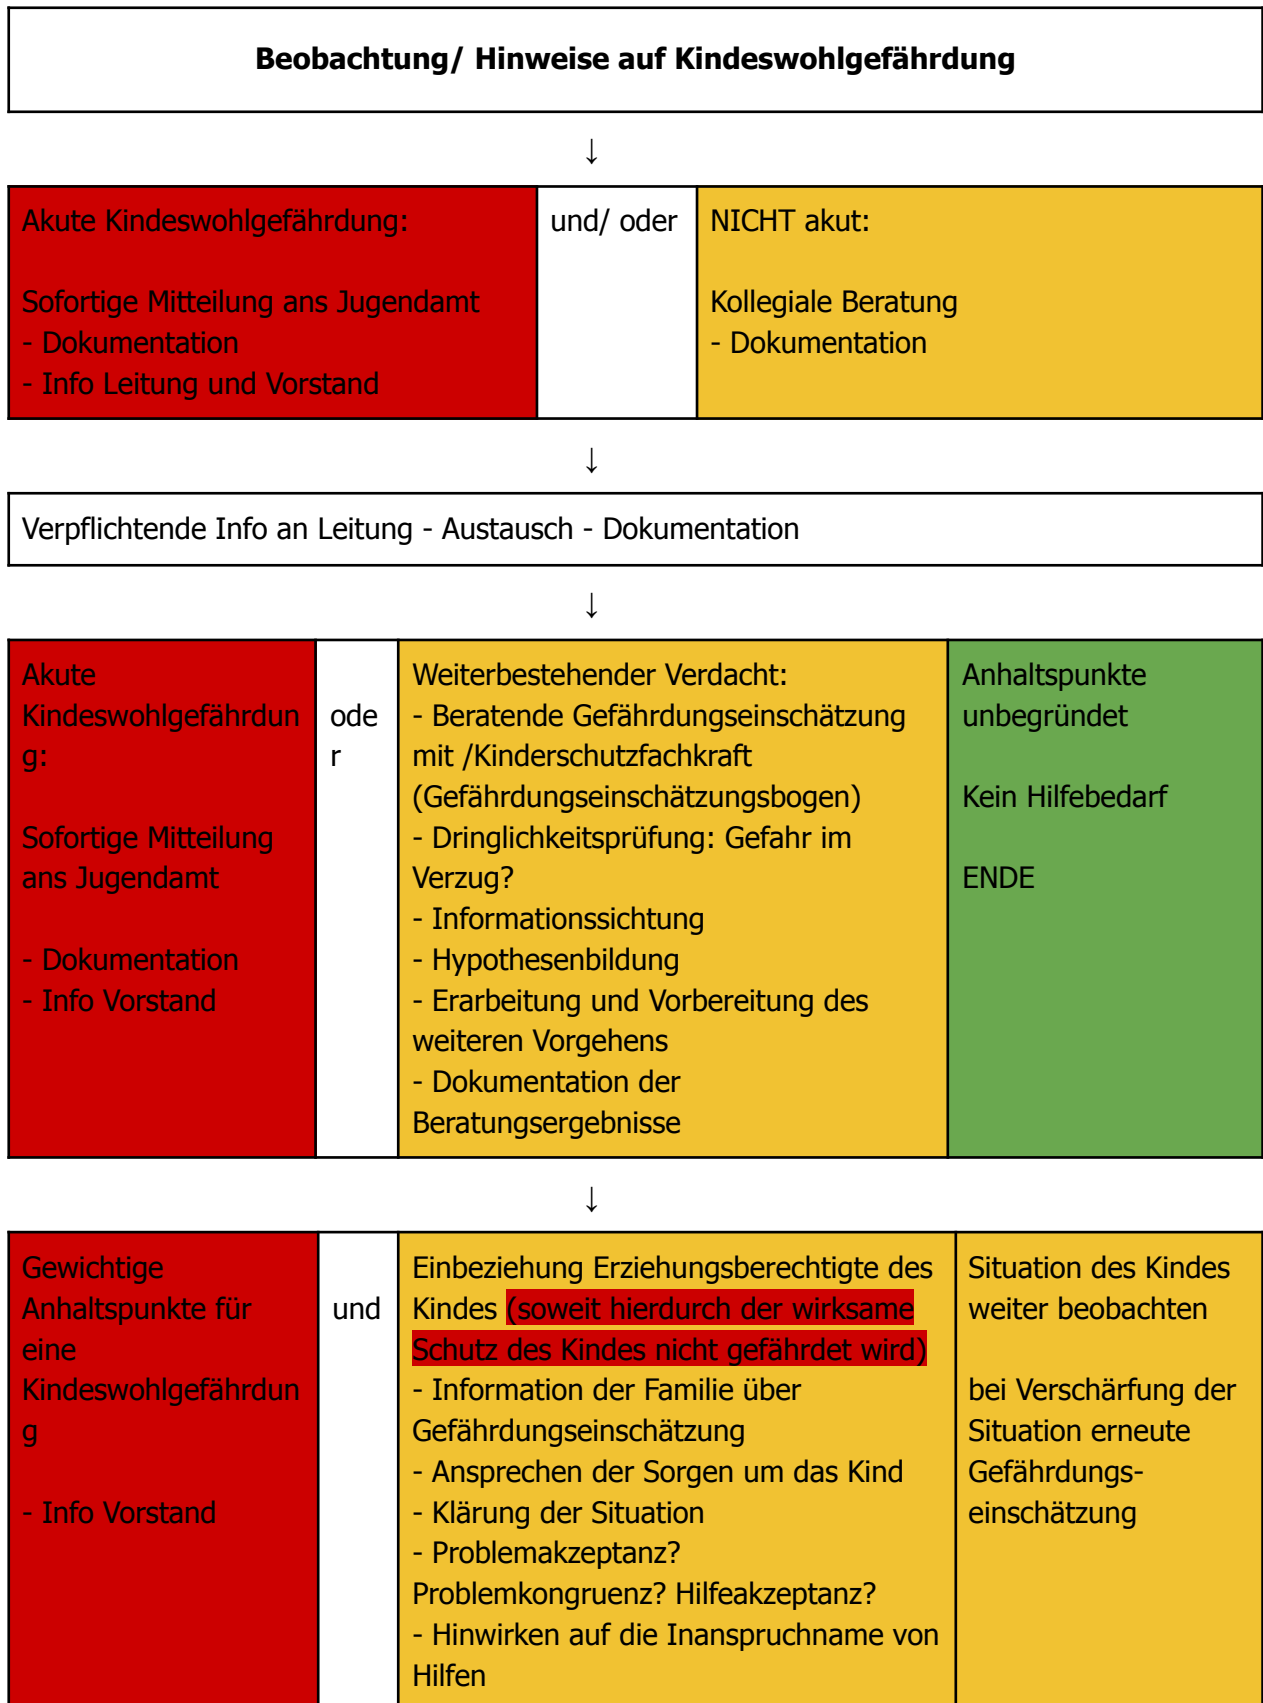 Beobachtung/ Hinweise auf Kindeswohlgefährdung
↓
Akute Kindeswohlgefährdung:
Sofortige Mitteilung ans Jugendamt
- Dokumentation
- Info Leitung und Vorstand
und/ oder
NICHT akut:
Kollegiale Beratung
- Dokumentation
↓
Verpflichtende Info an Leitung - Austausch - Dokumentation
↓
Akute
Kindeswohlgefährdun
g:
Sofortige Mitteilung
ans Jugendamt
- Dokumentation
- Info Vorstand
ode
r
Weiterbestehender Verdacht:
- Beratende Gefährdungseinschätzung
mit /Kinderschutzfachkraft
(Gefährdungseinschätzungsbogen)
- Dringlichkeitsprüfung: Gefahr im
Verzug?
- Informationssichtung
- Hypothesenbildung
- Erarbeitung und Vorbereitung des
weiteren Vorgehens
- Dokumentation der
Beratungsergebnisse
Anhaltspunkte
unbegründet
Kein Hilfebedarf
ENDE
↓
Gewichtige
Anhaltspunkte für
eine
Kindeswohlgefährdun
g
- Info Vorstand
und
Einbeziehung Erziehungsberechtigte des
Kindes (soweit hierdurch der wirksame
Schutz des Kindes nicht gefährdet wird)
- Information der Familie über
Gefährdungseinschätzung
- Ansprechen der Sorgen um das Kind
- Klärung der Situation
- Problemakzeptanz?
Problemkongruenz? Hilfeakzeptanz?
- Hinwirken auf die Inanspruchname von
Hilfen
Situation des Kindes
weiter beobachten
bei Verschärfung der
Situation erneute
Gefährdungs-
einschätzung